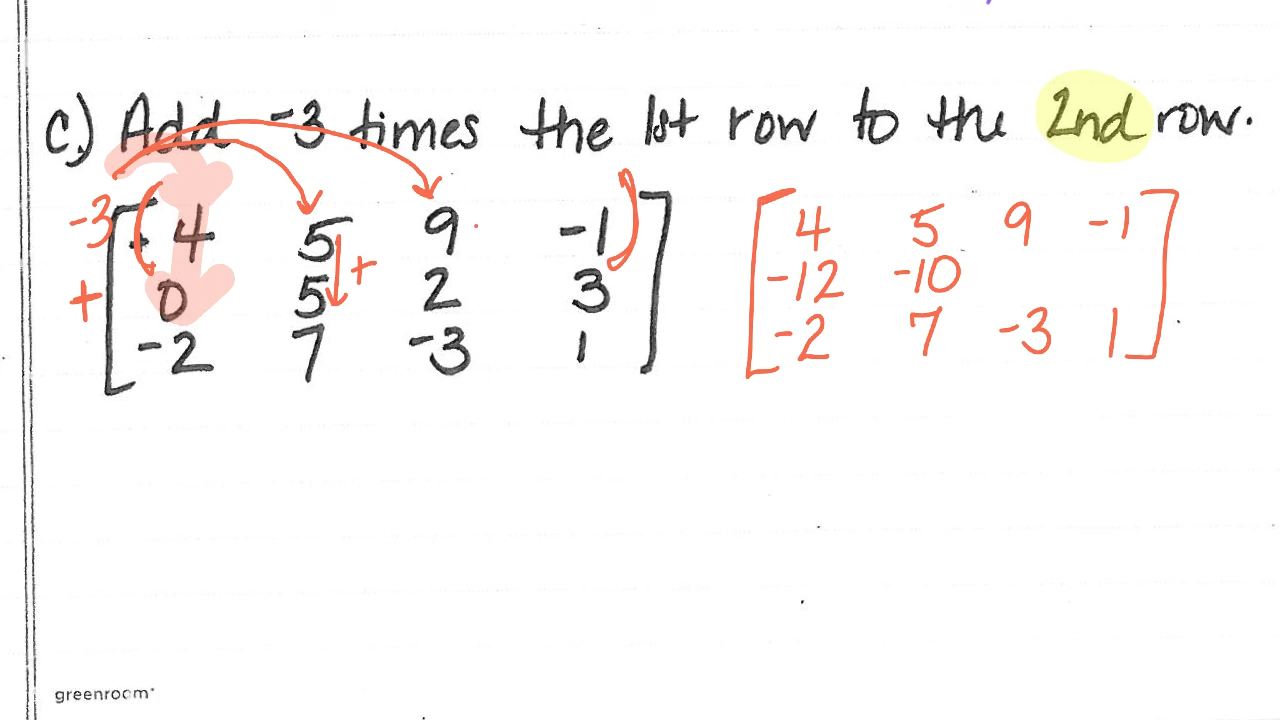 c.) Add -3 times the 1st row to the 2nd row.
-3 4 5 9 -1 4 5 9 -1
+ 0 5 + 2 3 -12 -10
-2 7 -3 1 -2 7 -3 1
greenroom